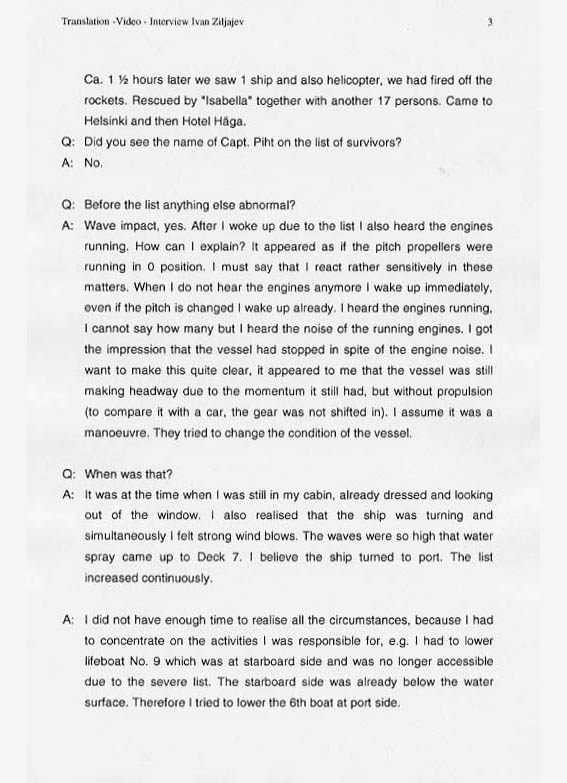 Translation -Video - Interview Ivan Ziljajev 3
Ca. 1 ½ hours later we saw 1 ship and also helicopter, we had fired off the
rockets. Rescued by "Isabella" together with another 17 persons. Came to
Helsinki and then Hotel Håga.
Q: Did you see the name of Capt. Piht on the list of survivors?
A: No.
Q: Before the list anything else abnormal?
A: Wave impact, yes. After I woke up due to the list I also heard the engines
running. How can I explain? It appeared as if the pitch propellers were
running in 0 position. I must say that I react rather sensitively in these
matters. When I do not hear the engines anymore I wake up immediately,
even if the pitch is changed I wake up already. I heard the engines running,
I cannot say how many but I heard the noise of the running engines. I got
the impression that the vessel had stopped in spite of the engine noise. I
want to make this quite clear, it appeared to me that the vessel was still
making headway due to the momentum it still had, but without propulsion
(to compare it with a car, the gear was not shifted in). I assume it was a
manoeuvre. They tried to change the condition of the vessel.
Q: When was that?
A: It was at the time when I was still in my cabin, already dressed and looking
out of the window. I also realised that the ship was turning and
simultaneously I felt strong wind blows. The waves were so high that water
spray came up to Deck 7. I believe the ship turned to port. The list
increased continuously.
A: I did not have enough time to realise all the circumstances, because I had
to concentrate on the activities I was responsible for, e.g. I had to lower
lifeboat No. 9 which was at starboard side and was no longer accessible
due to the severe list. The starboard side was already below the water
surface. Therefore I tried to lower the 6th boat at port side.